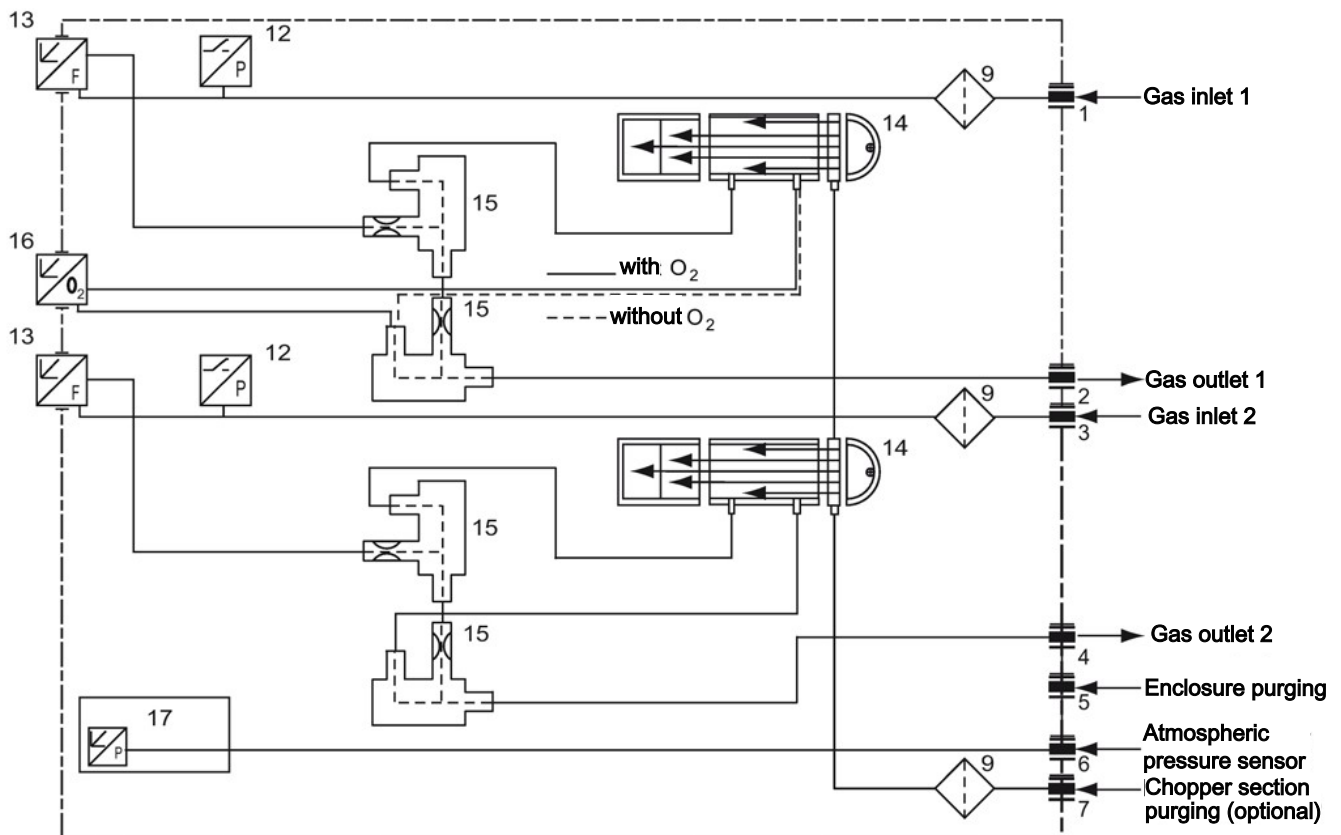 13
12
9
F
P
1
Gas inlet 1
14
15
16
with O₂
O₂
15
without O₂
13
12
9
2
Gas outlet 1
F
P
3
Gas inlet 2
14
15
15
4
Gas outlet 2
5
Enclosure purging
17
P
9
6
Atmospheric
pressure sensor
7
Chopper section
purging (optional)